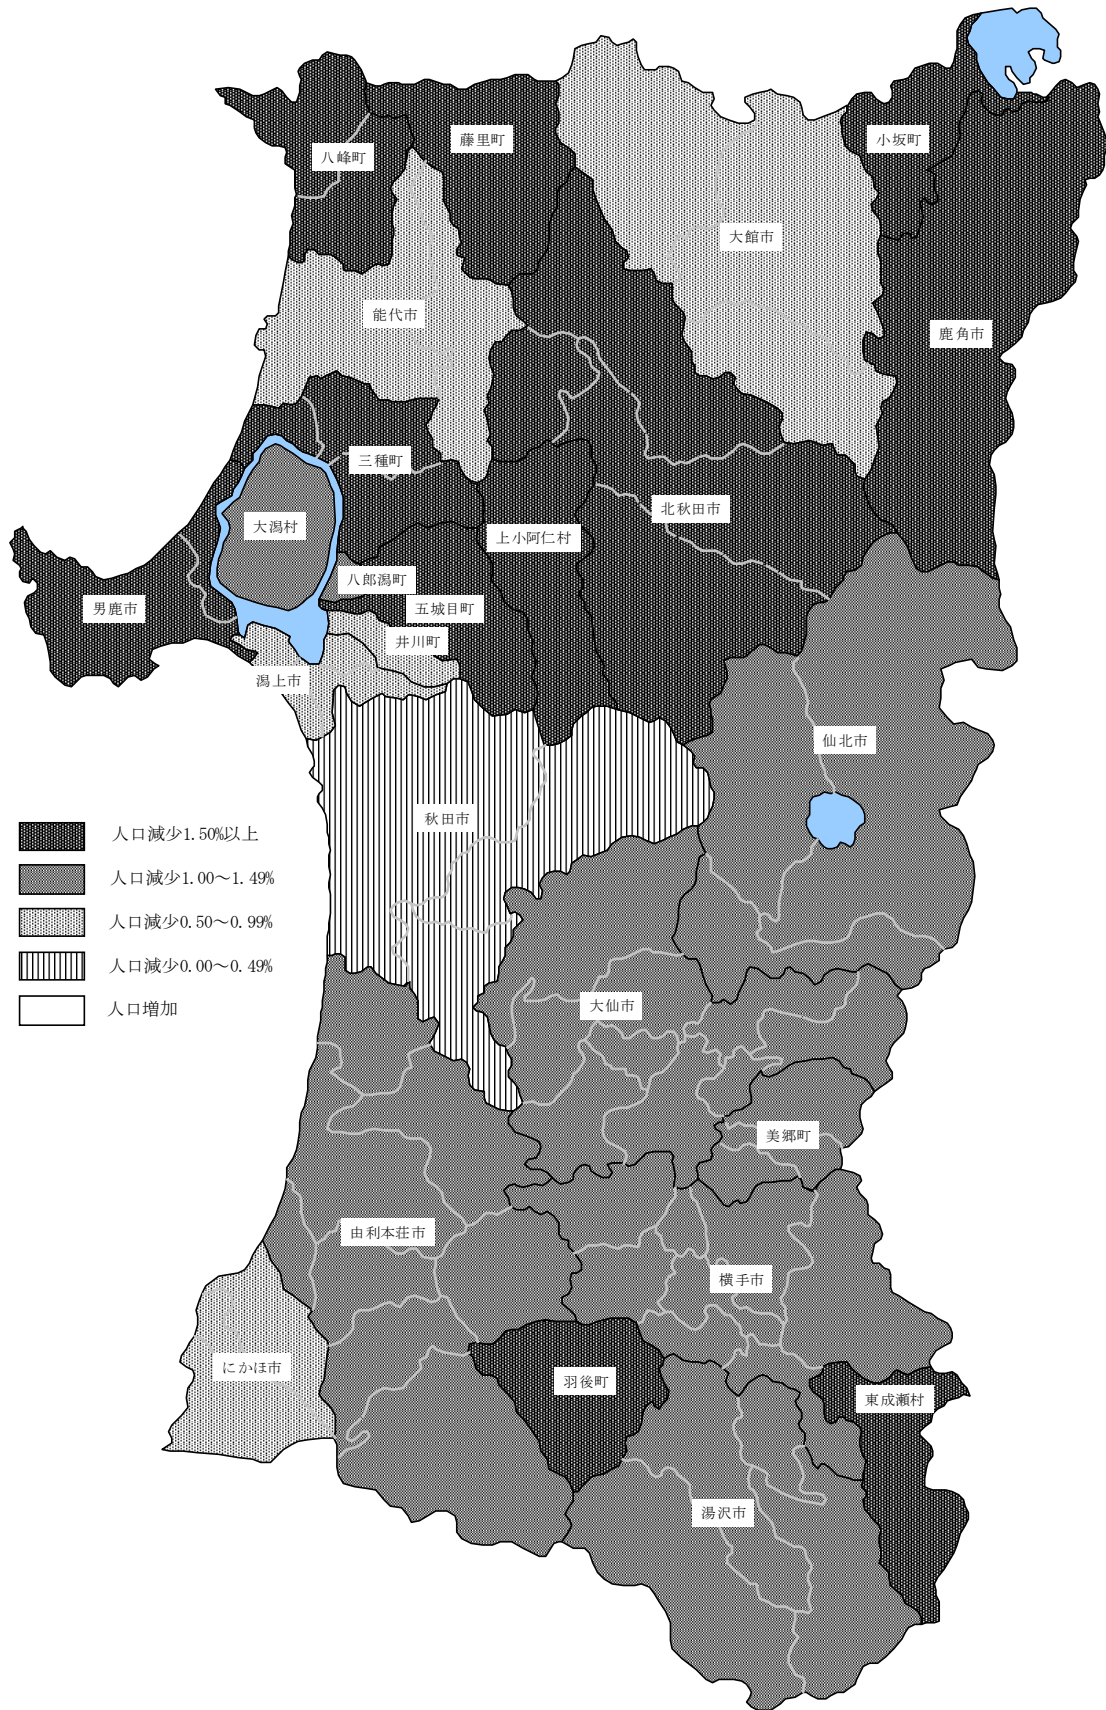 八峰町
藤里町
小坂町
大館市
能代市
鹿角市
三種町
北秋田市
大潟村
上小阿仁村
八郎潟町
男鹿市
五城目町
井川町
潟上市
仙北市
秋田市
人口減少1.50%以上
人口減少1.00～1.49%
人口減少0.50～0.99%
人口減少0.00～0.49%
人口増加
大仙市
美郷町
由利本荘市
横手市
にかほ市
羽後町
東成瀬村
湯沢市